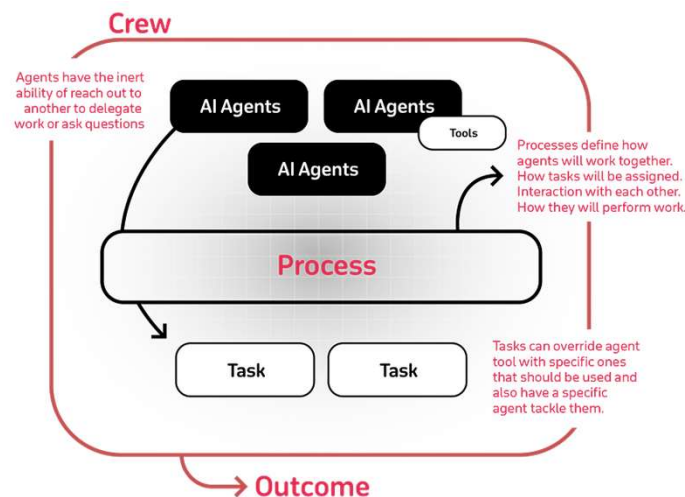 Crew
Agents have the inert
ability of reach out to
another to delegate
work or ask questions
AI Agents
AI Agents
Tools
AI Agents
Processes define how
agents will work together.
How tasks will be assigned.
Interaction with each other.
How they will perform work.
Process
Task
Task
Tasks can override agent
tool with specific ones
that should be used and
also have a specific
agent tackle them.
Outcome